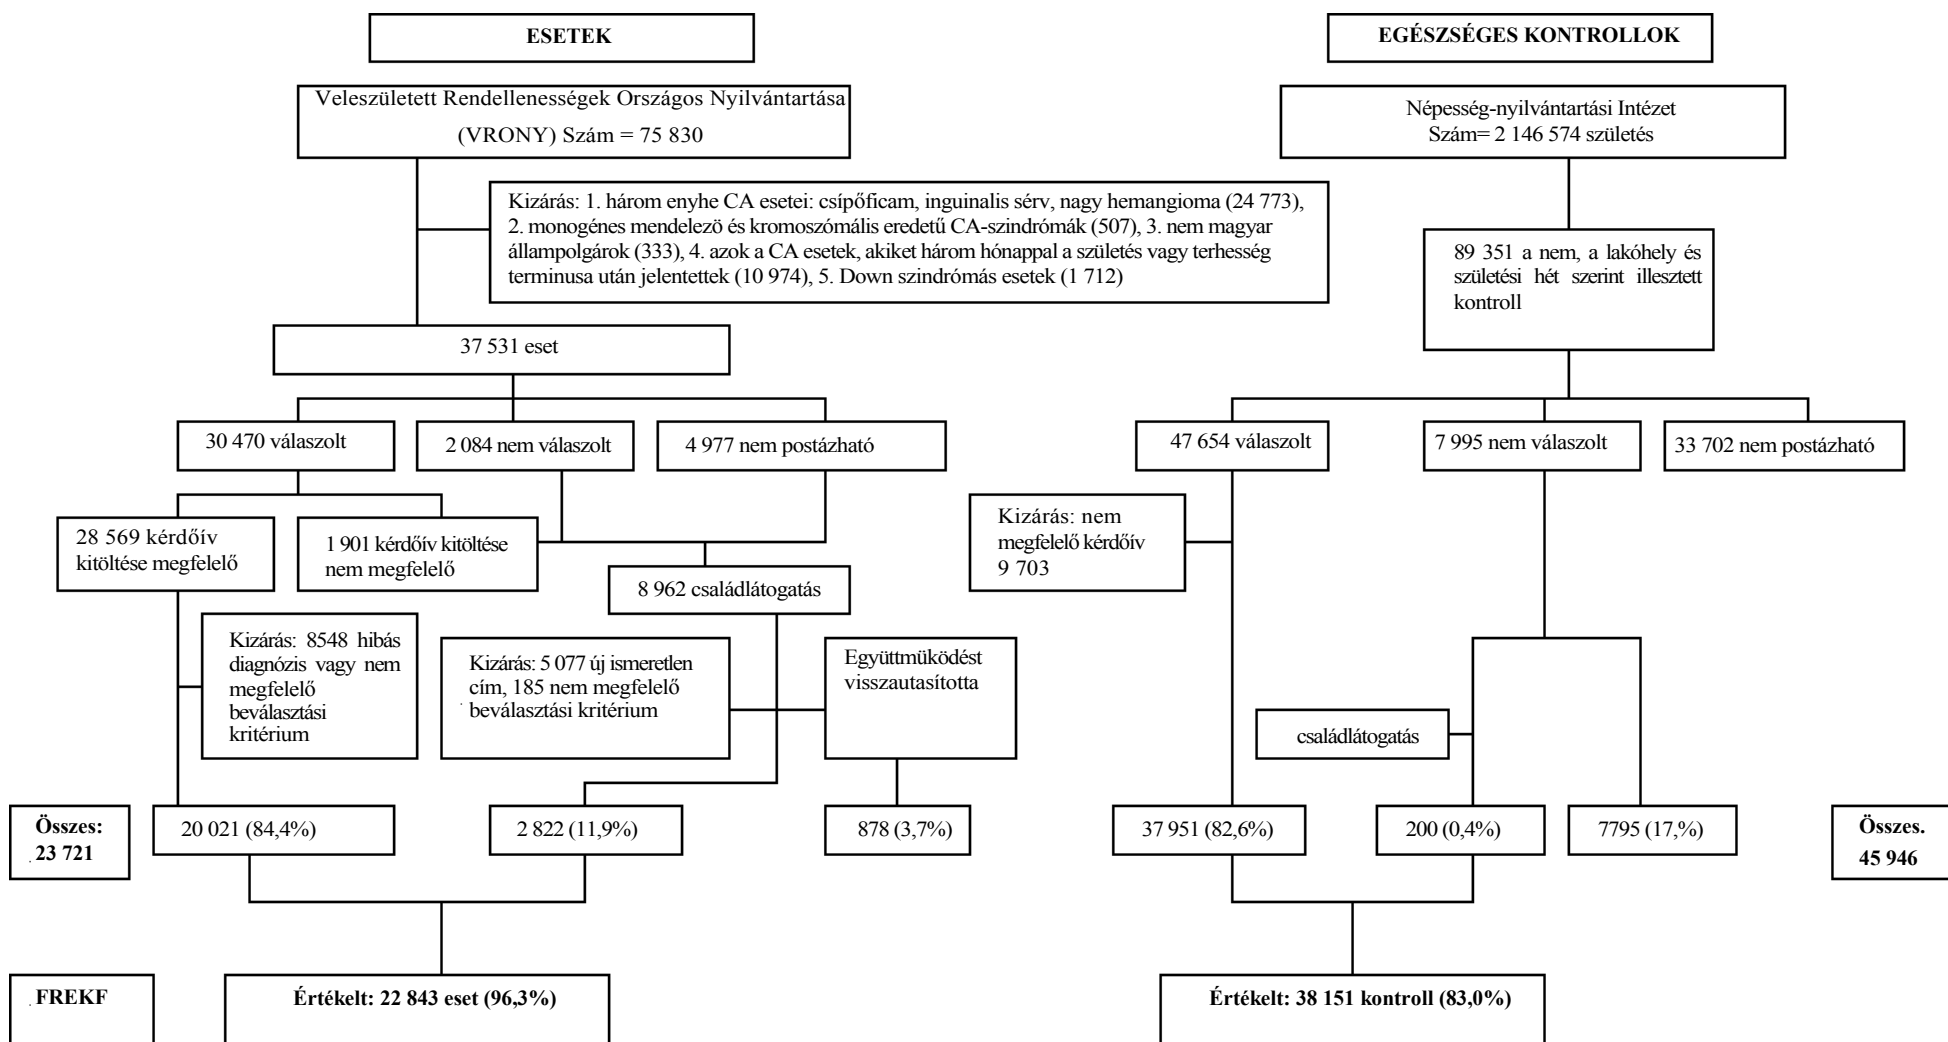 ESETEK
EGÉSZSÉGES KONTROLLOK
Veleszületett Rendellenességek Országos Nyilvántartása
(VRONY) Szám = 75 830
Népesség-nyilvántartási Intézet
Szám= 2 146 574 születés
Kizárás: 1. három enyhe CA esetei: csípőficam, inguinalis sérv, nagy hemangioma (24 773),
2. monogénes mendelezö és kromoszómális eredetű CA-szindrómák (507), 3. nem magyar
állampolgárok (333), 4. azok a CA esetek, akiket három hónappal a születés vagy terhesség
terminusa után jelentettek (10 974), 5. Down szindrómás esetek (1 712)
89 351 a nem, a lakóhely és
születési hét szerint illesztett
kontroll
37 531 eset
30 470 válaszolt
2 084 nem válaszolt
4 977 nem postázható
47 654 válaszolt
7 995 nem válaszolt
33 702 nem postázható
28 569 kérdőív
kitöltése megfelelő
1 901 kérdőív kitöltése
nem megfelelő
Kizárás: nem
megfelelő kérdőív
9 703
8 962 családlátogatás
Kizárás: 8548 hibás
diagnózis vagy nem
megfelelő
beválasztási
kritérium
Kizárás: 5 077 új ismeretlen
cím, 185 nem megfelelő
beválasztási kritérium
Együttmüködést
visszautasította
családlátogatás
Összes:
23 721
20 021 (84,4%)
2 822 (11,9%)
878 (3,7%)
37 951 (82,6%)
200 (0,4%)
7795 (17,%)
Összes.
45 946
FREKF
Értékelt: 22 843 eset (96,3%)
Értékelt: 38 151 kontroll (83,0%)